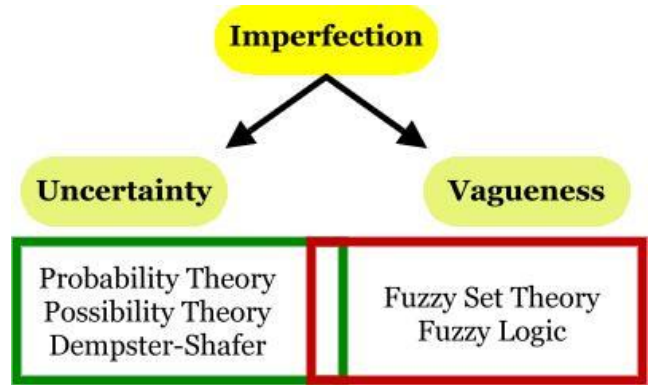 Imperfection
Uncertainty
Vagueness
Probability Theory
Possibility Theory
Dempster-Shafer
Fuzzy Set Theory
Fuzzy Logic